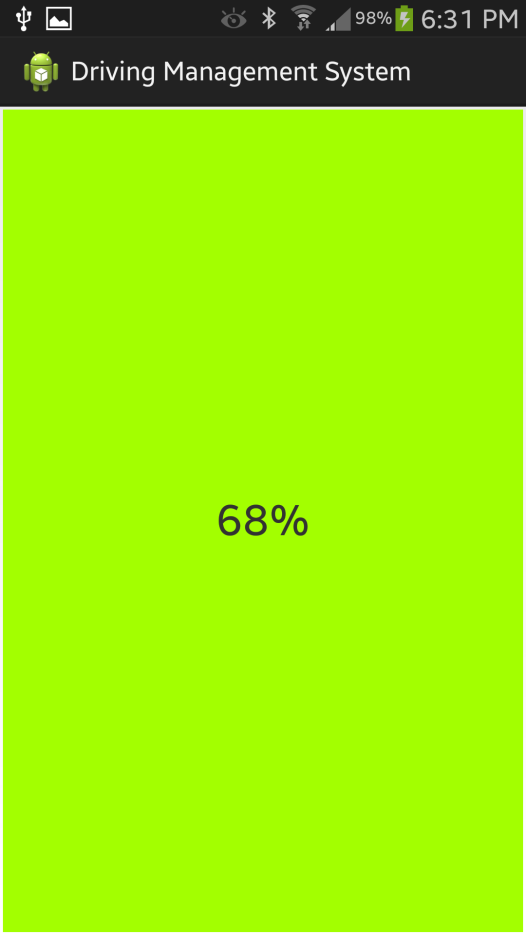 98% 6:31 PM
Driving Management System
68%